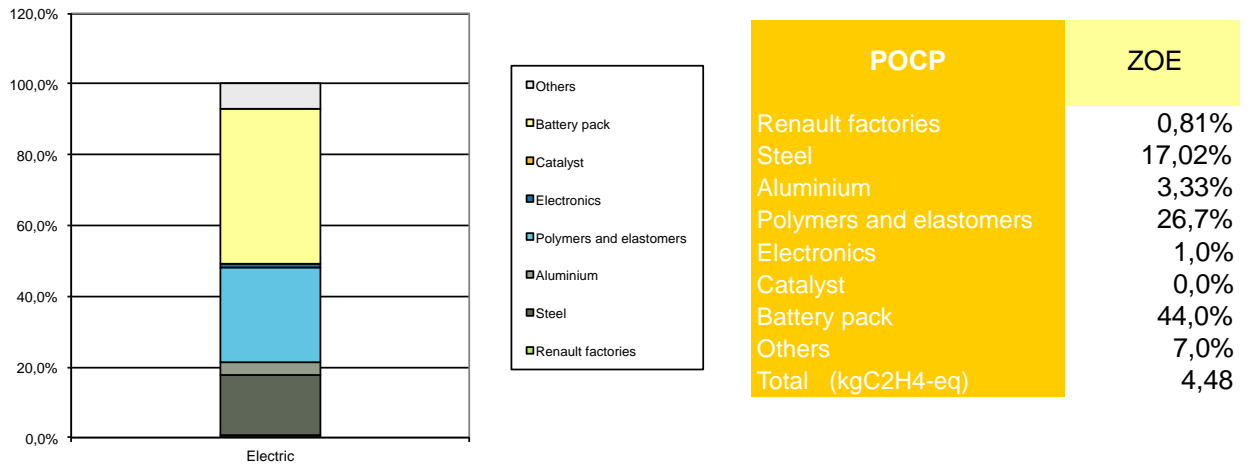 120,0%
100,0%
80,0%
60,0%
40,0%
20,0%
0,0%
Electric
Others
Battery pack
Catalyst
Electronics
Polymers and elastomers
Aluminium
Steel
Renault factories
POCP ZOE
Renault factories 0,81%
Steel 17,02%
Aluminium 3,33%
Polymers and elastomers 26,7%
Electronics 1,0%
Catalyst 0,0%
Battery pack 44,0%
Others 7,0%
Total (kgC2H4-eq) 4,48